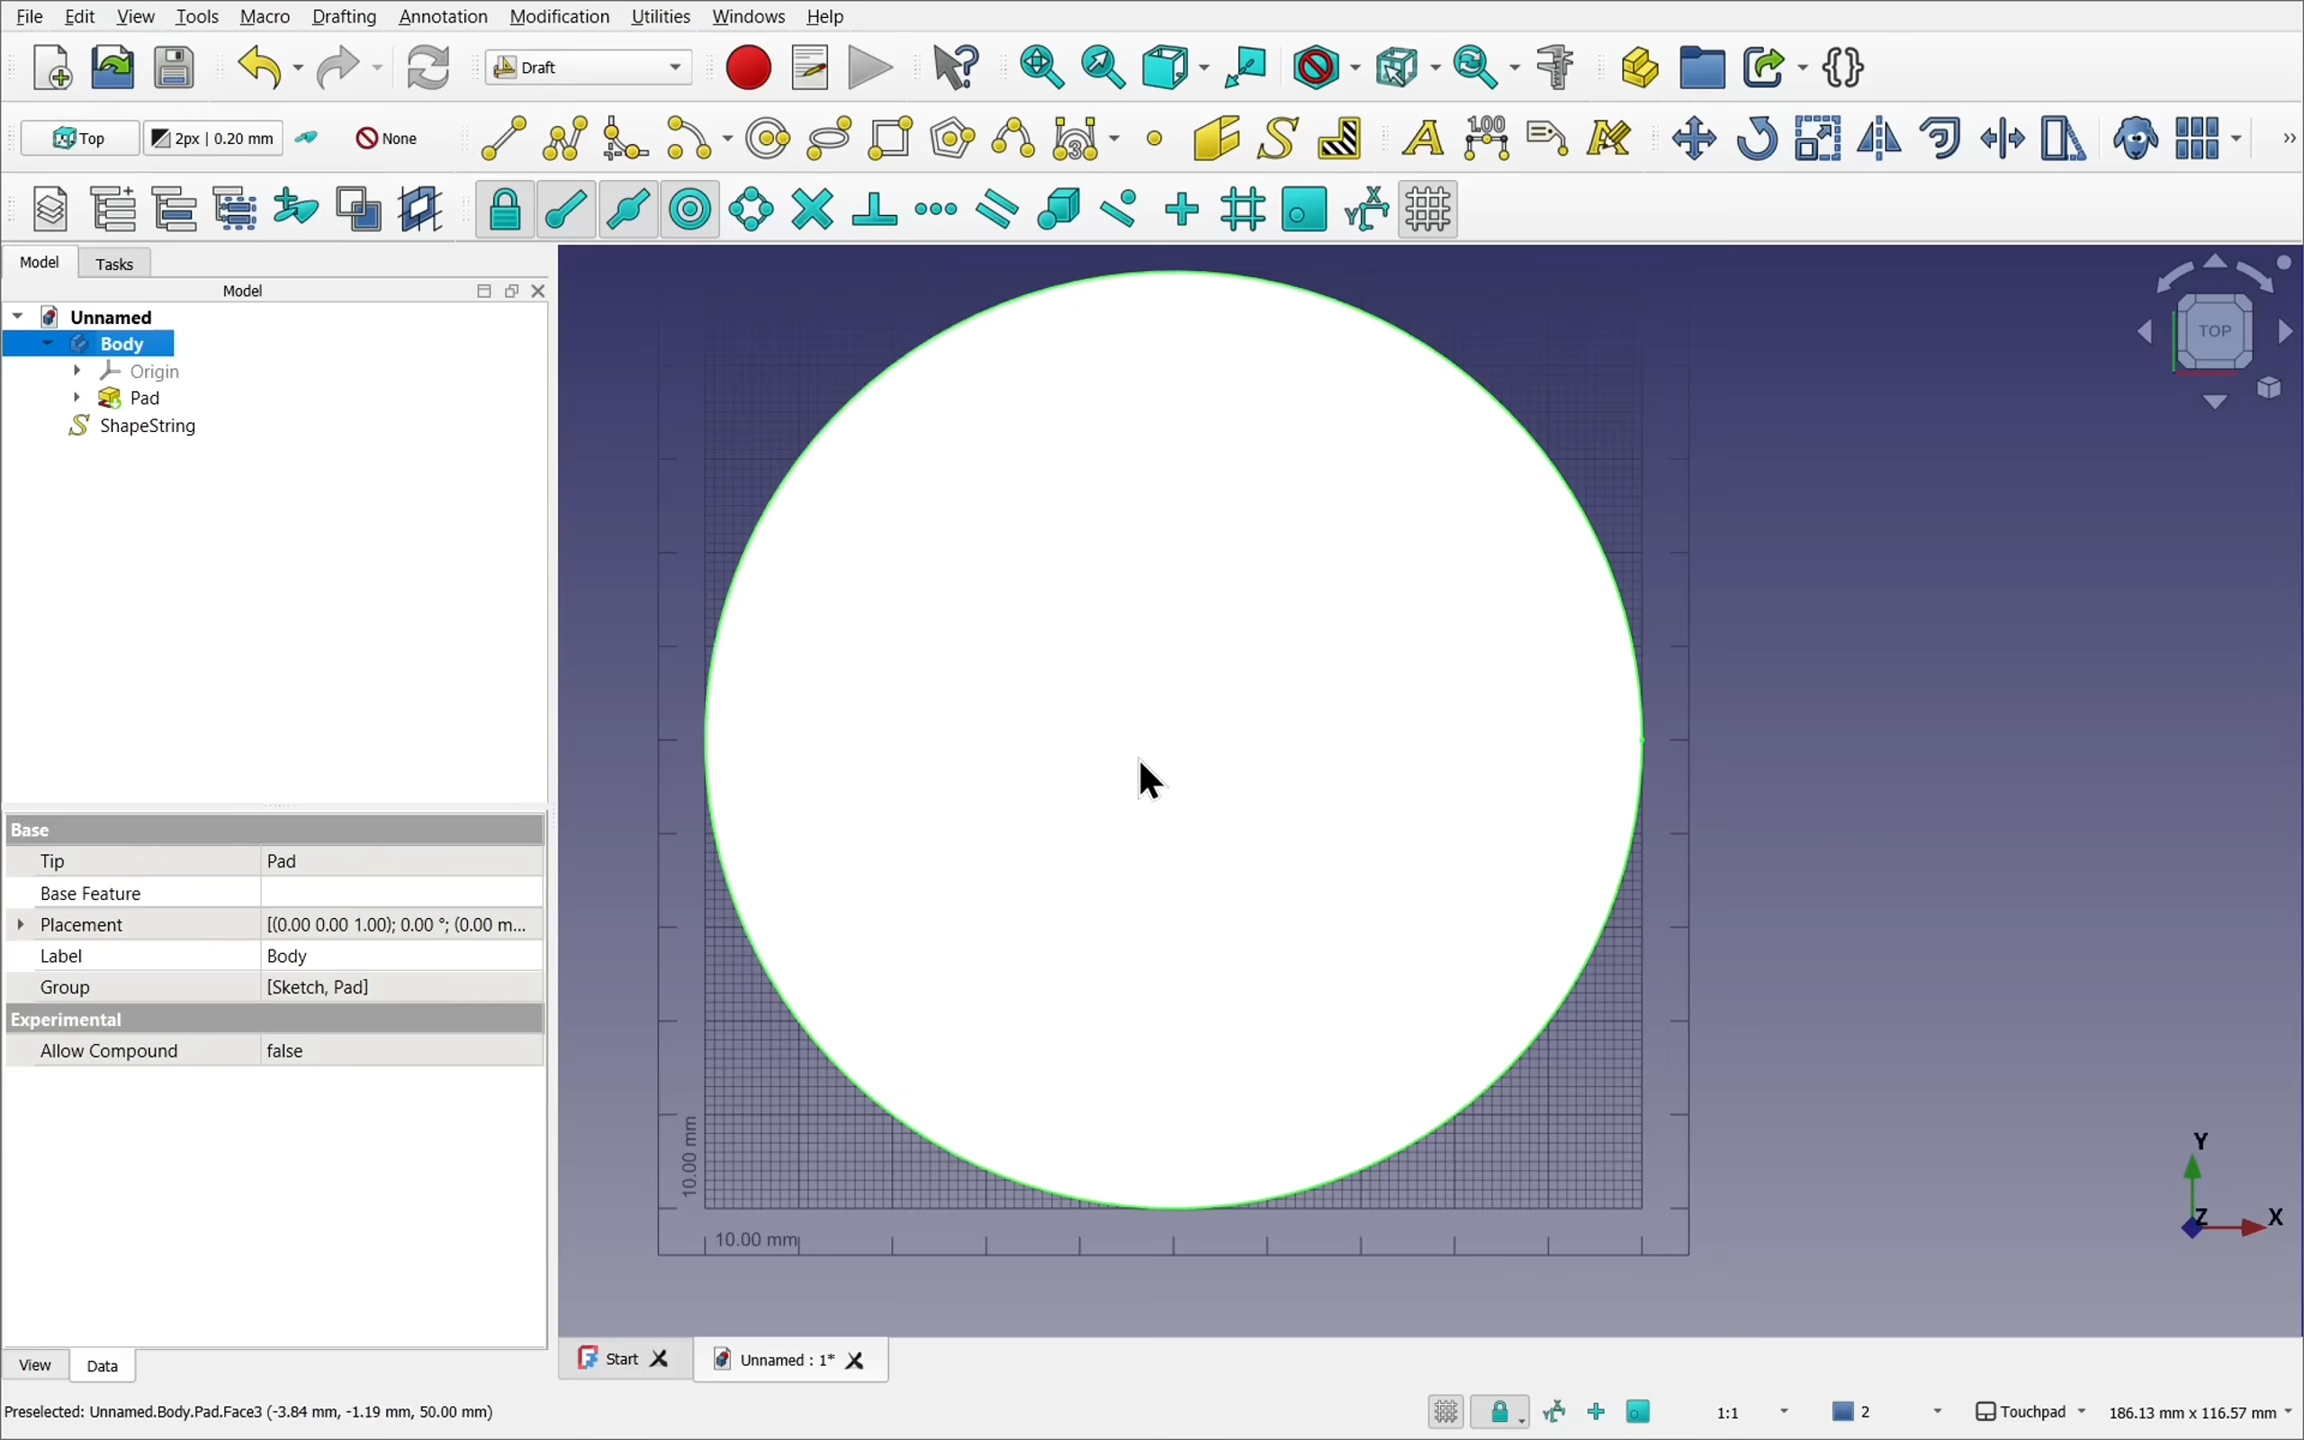 File Edit View Tools Macro Drafting Annotation Modification Utilities Windows Help
Draft
Top 2px | 0.20 mm None
Model Tasks
Model
Unnamed
Body
Origin
Pad
ShapeString
TOP
Base
Tip Pad
Base Feature
Placement [(0.00 0.00 1.00); 0.00 °; (0.00 m...
Label Body
Group [Sketch, Pad]
Experimental
Allow Compound false
10.00 mm
10.00 mm
Y
Z X
View Data
Start Unnamed : 1*
Preselected: Unnamed.Body.Pad.Face3 (-3.84 mm, -1.19 mm, 50.00 mm) 1:1 2 Touchpad 186.13 mm x 116.57 mm